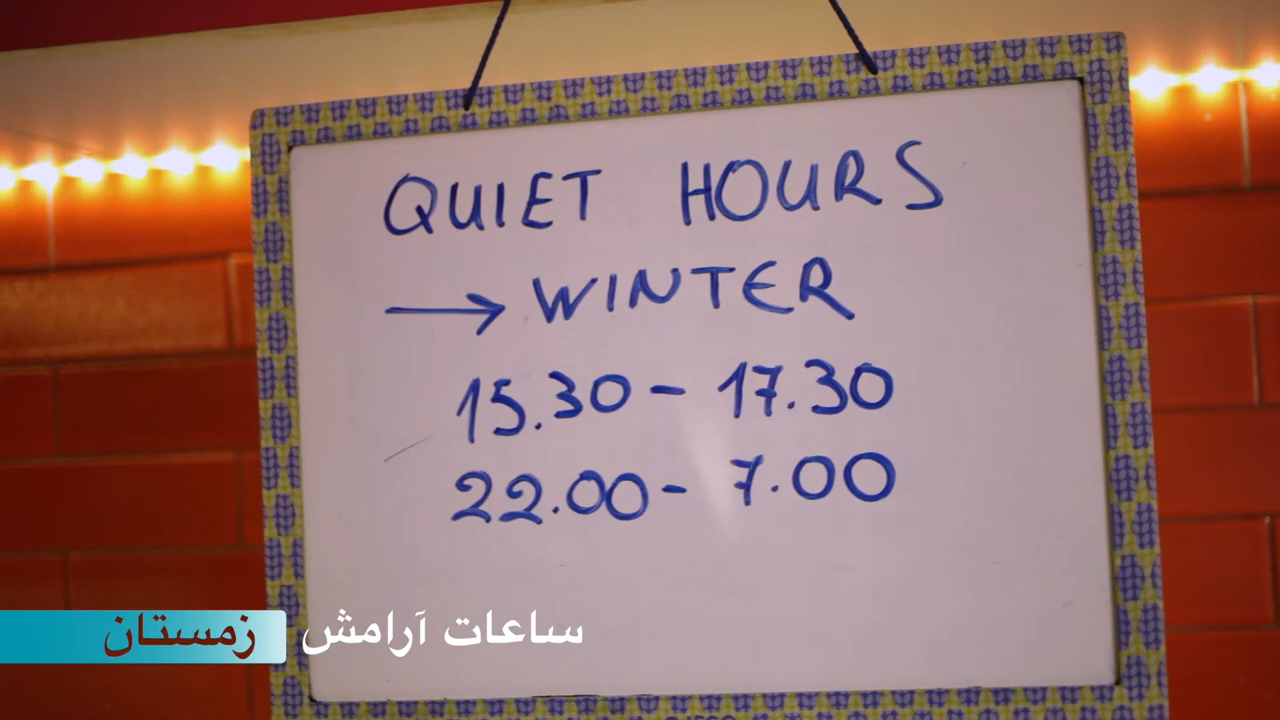 QUIET HOURS
→ WINTER
15.30 - 17.30
22.00 - 7.00
ساعات آرامش زمستان